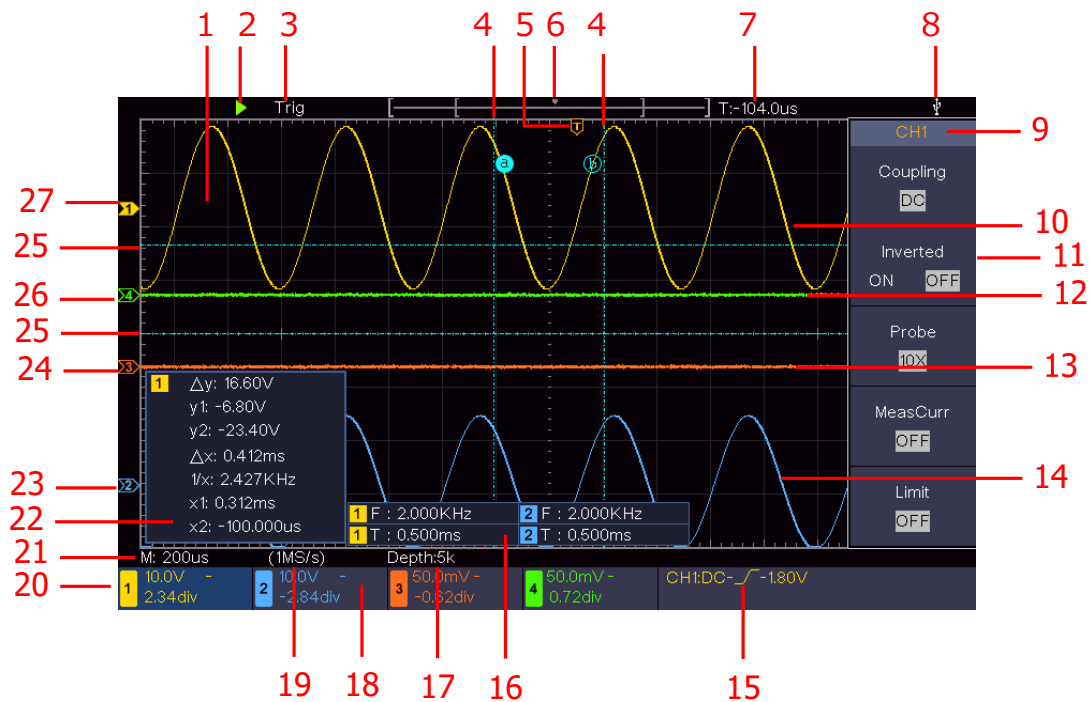 1 2 3 4 5 6 4 7 8
Trig T T:-104.0us
CH1 9
a b
Coupling
DC
27 1
10
25
Inverted 11
ON OFF
26 4 12
25
Probe
24 3 10X 13
1 △y: 16.60V
y1: -6.80V
y2: -23.40V
△x: 0.412ms
1/x: 2.427KHz
x1: 0.312ms
x2: -100.000us
MeasCurr
OFF
23 2
14
22
Limit
OFF
1 F : 2.000KHz 2 F : 2.000KHz
1 T : 0.500ms 2 T : 0.500ms
21 M: 200us (1MS/s) Depth:5k
20 1 10.0V - 2 10.0V - 3 50.0mV - 4 50.0mV - CH1:DC- -1.80V
2.34div -2.84div -0.62div 0.72div
19 18 17 16 15